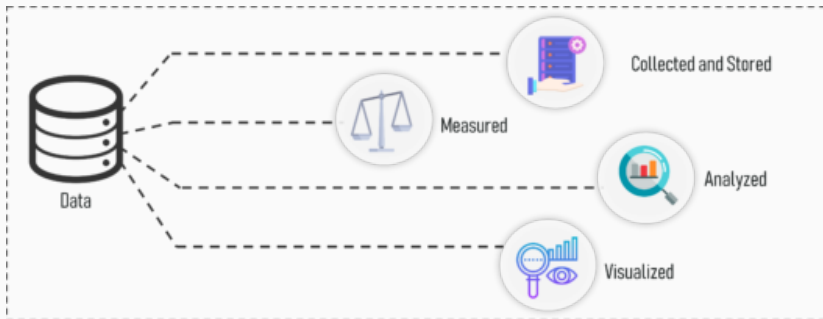 Collected and Stored
Measured
Analyzed
Data
Visualized